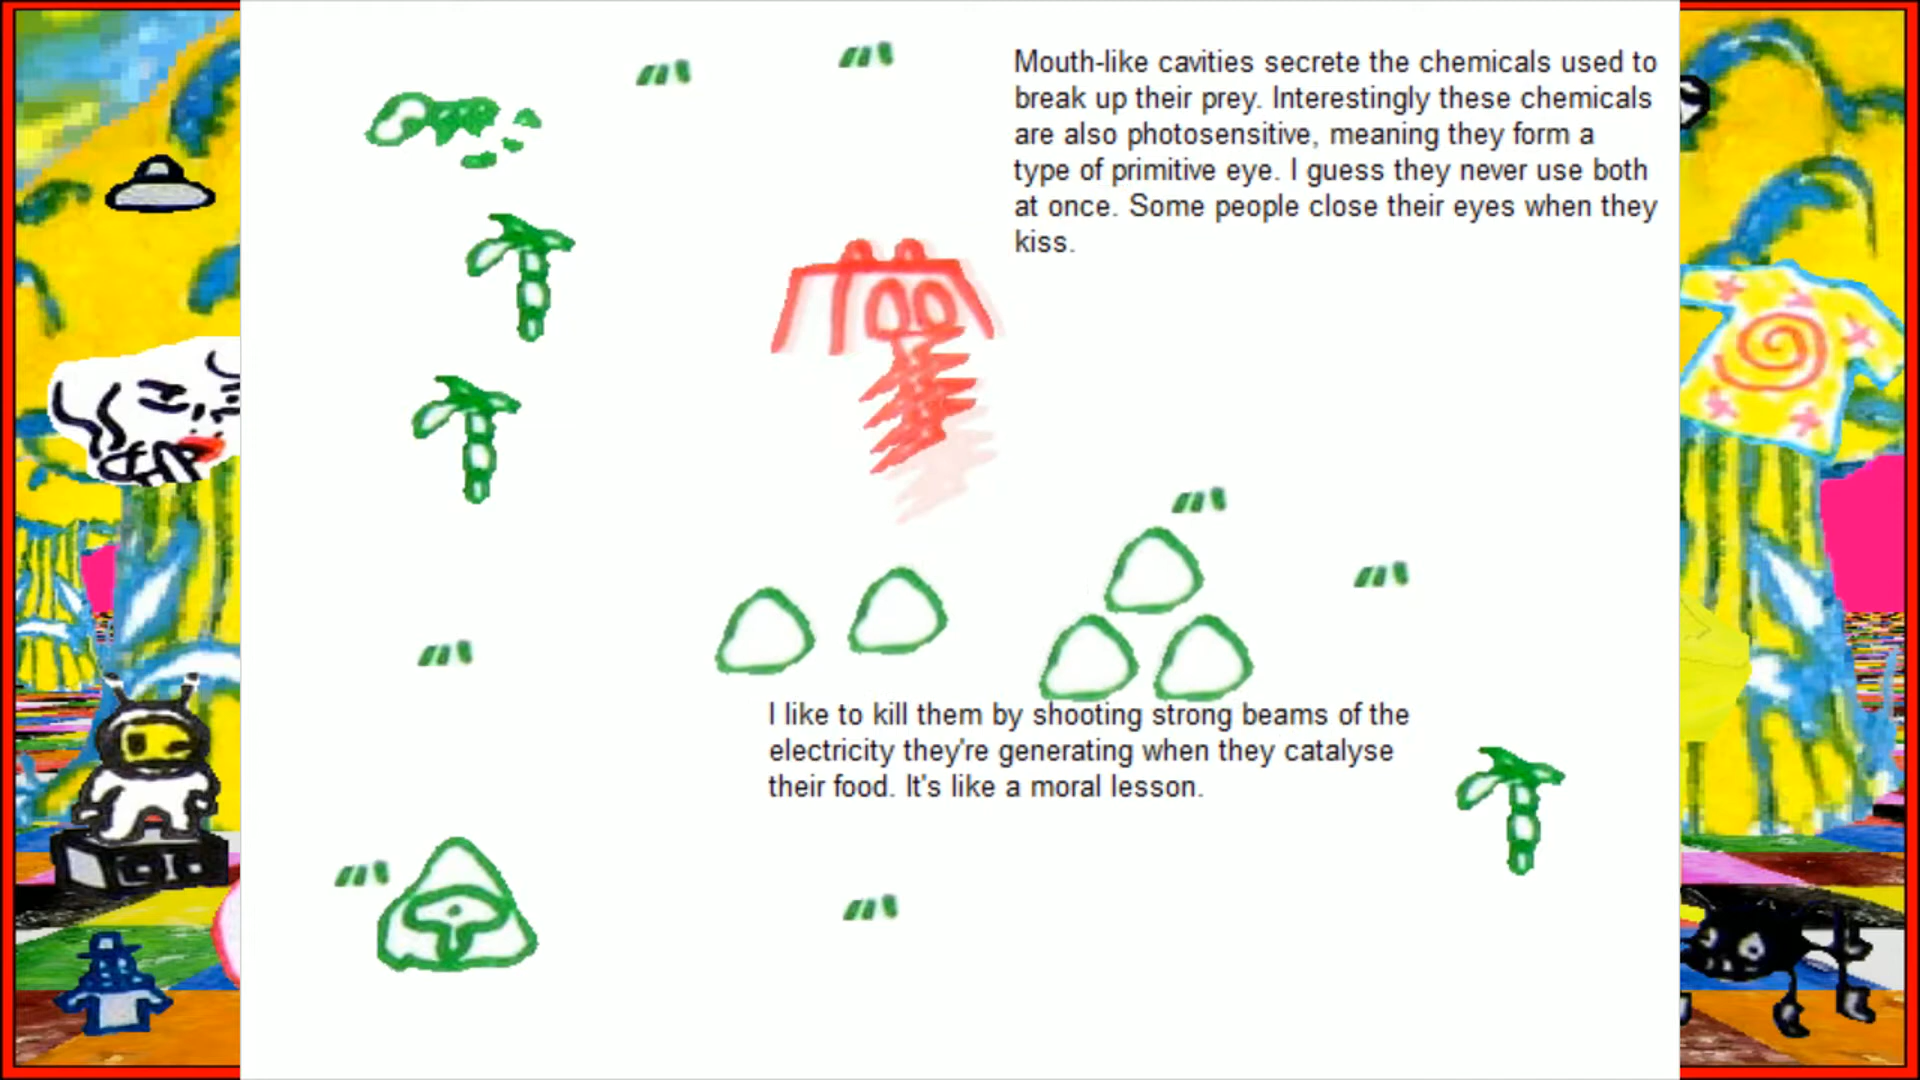 Mouth-like cavities secrete the chemicals used to
break up their prey. Interestingly these chemicals
are also photosensitive, meaning they form a
type of primitive eye. I guess they never use both
at once. Some people close their eyes when they
kiss.
I like to kill them by shooting strong beams of the
electricity they're generating when they catalyse
their food. It's like a moral lesson.